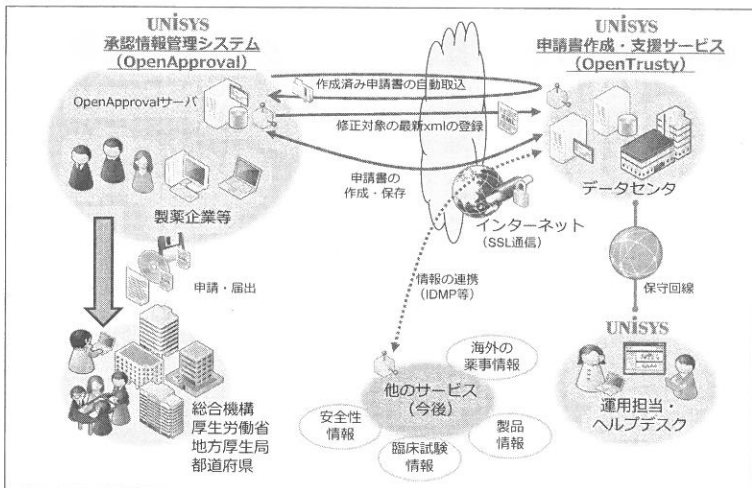 UNISYS
承認情報管理システム
(OpenApproval)
UNISYS
申請書作成・支援サービス
(OpenTrusty)
作成済み申請書の自動取込
OpenApprovalサーバ
修正対象の最新xmlの登録
申請書の
作成・保存
製薬企業等
データセンタ
インターネット
(SSL通信)
申請・届出
情報の連携
(IDMP等)
保守回線
UNISYS
海外の
薬事情報
他のサービス
(今後)
安全性
情報
臨床試験
情報
製品
情報
運用担当・
ヘルプデスク
総合機構
厚生労働省
地方厚生局
都道府県